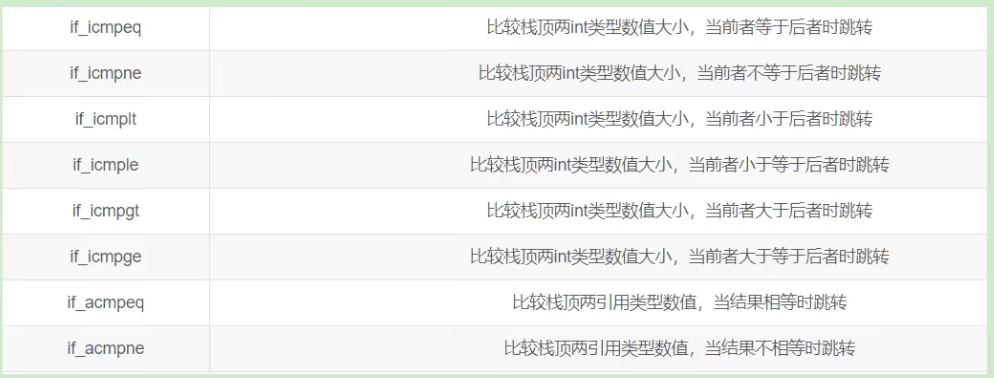 if_icmpeq 比较栈顶两int类型数值大小，当前者等于后者时跳转
if_icmpne 比较栈顶两int类型数值大小，当前者不等于后者时跳转
if_icmplt 比较栈顶两int类型数值大小，当前者小于后者时跳转
if_icmple 比较栈顶两int类型数值大小，当前者小于等于后者时跳转
if_icmpgt 比较栈顶两int类型数值大小，当前者大于后者时跳转
if_icmpge 比较栈顶两int类型数值大小，当前者大于等于后者时跳转
if_acmpeq 比较栈顶两引用类型数值，当结果相等时跳转
if_acmpne 比较栈顶两引用类型数值，当结果不相等时跳转